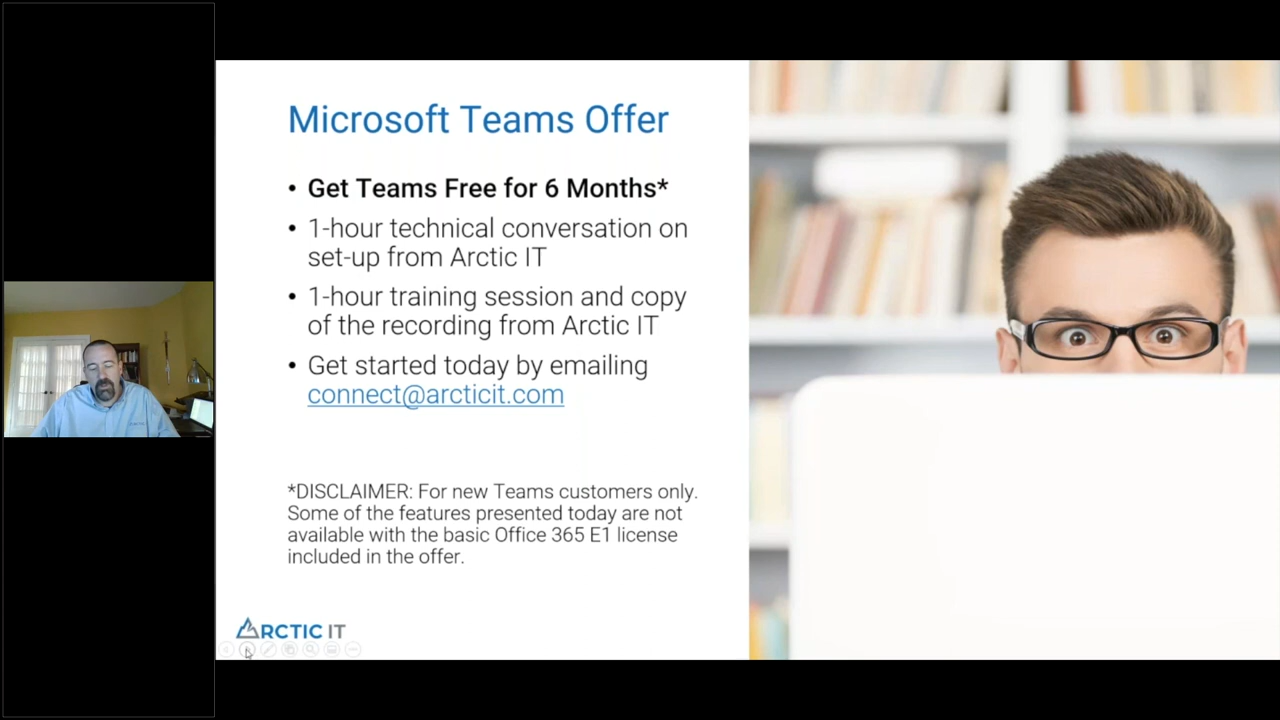 Microsoft Teams Offer
• Get Teams Free for 6 Months*
• 1-hour technical conversation on
set-up from Arctic IT
• 1-hour training session and copy
of the recording from Arctic IT
• Get started today by emailing
connect@arcticit.com
*DISCLAIMER: For new Teams customers only.
Some of the features presented today are not
available with the basic Office 365 E1 license
included in the offer.
ARCTIC IT